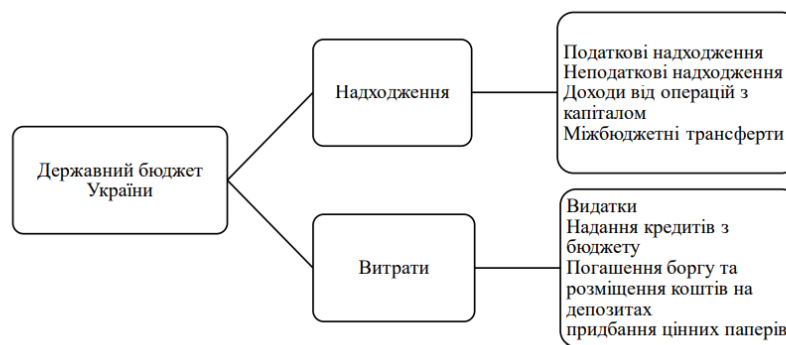 Державний бюджет
України
Надходження
Податкові надходження
Неподаткові надходження
Доходи від операцій з
капіталом
Міжбюджетні трансферти
Витрати
Видатки
Надання кредитів з
бюджету
Погашення боргу та
розміщення коштів на
депозитах
придбання цінних паперів